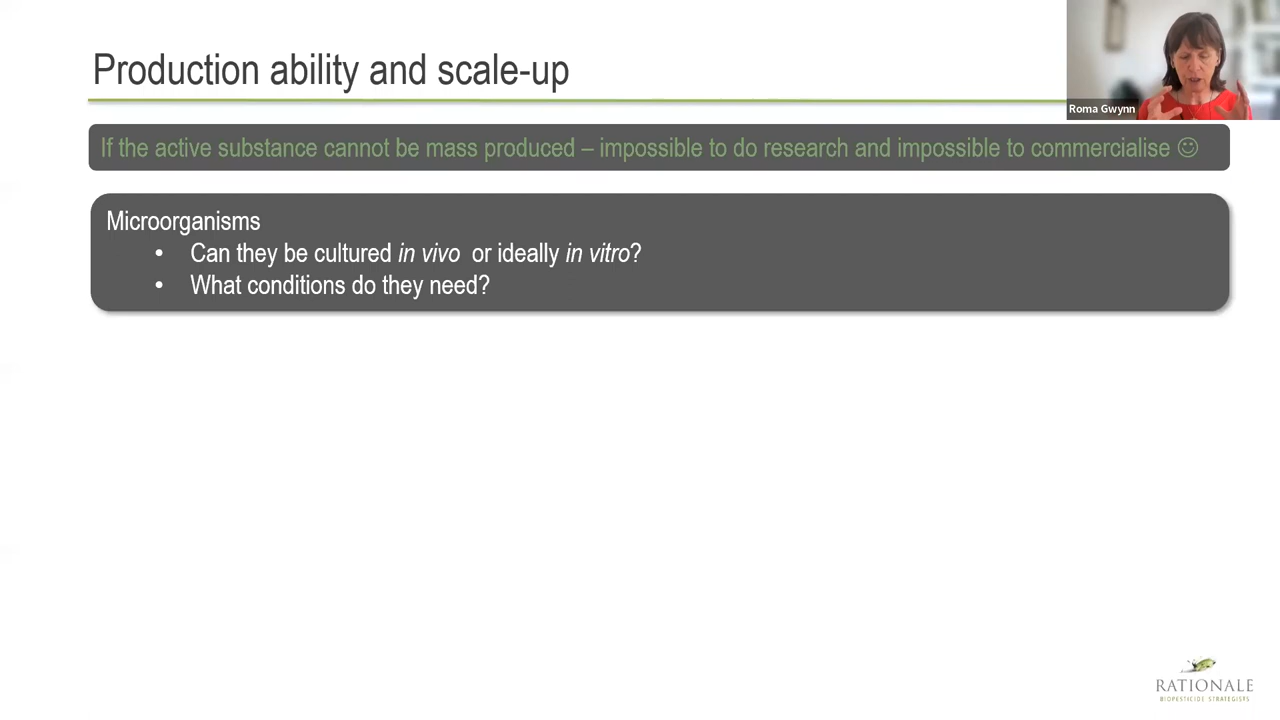 Production ability and scale-up
Roma Gwynn
If the active substance cannot be mass produced – impossible to do research and impossible to commercialise ☺
Microorganisms
• Can they be cultured in vivo or ideally in vitro?
• What conditions do they need?
RATIONALE
BIOPESTICIDE STRATEGISTS